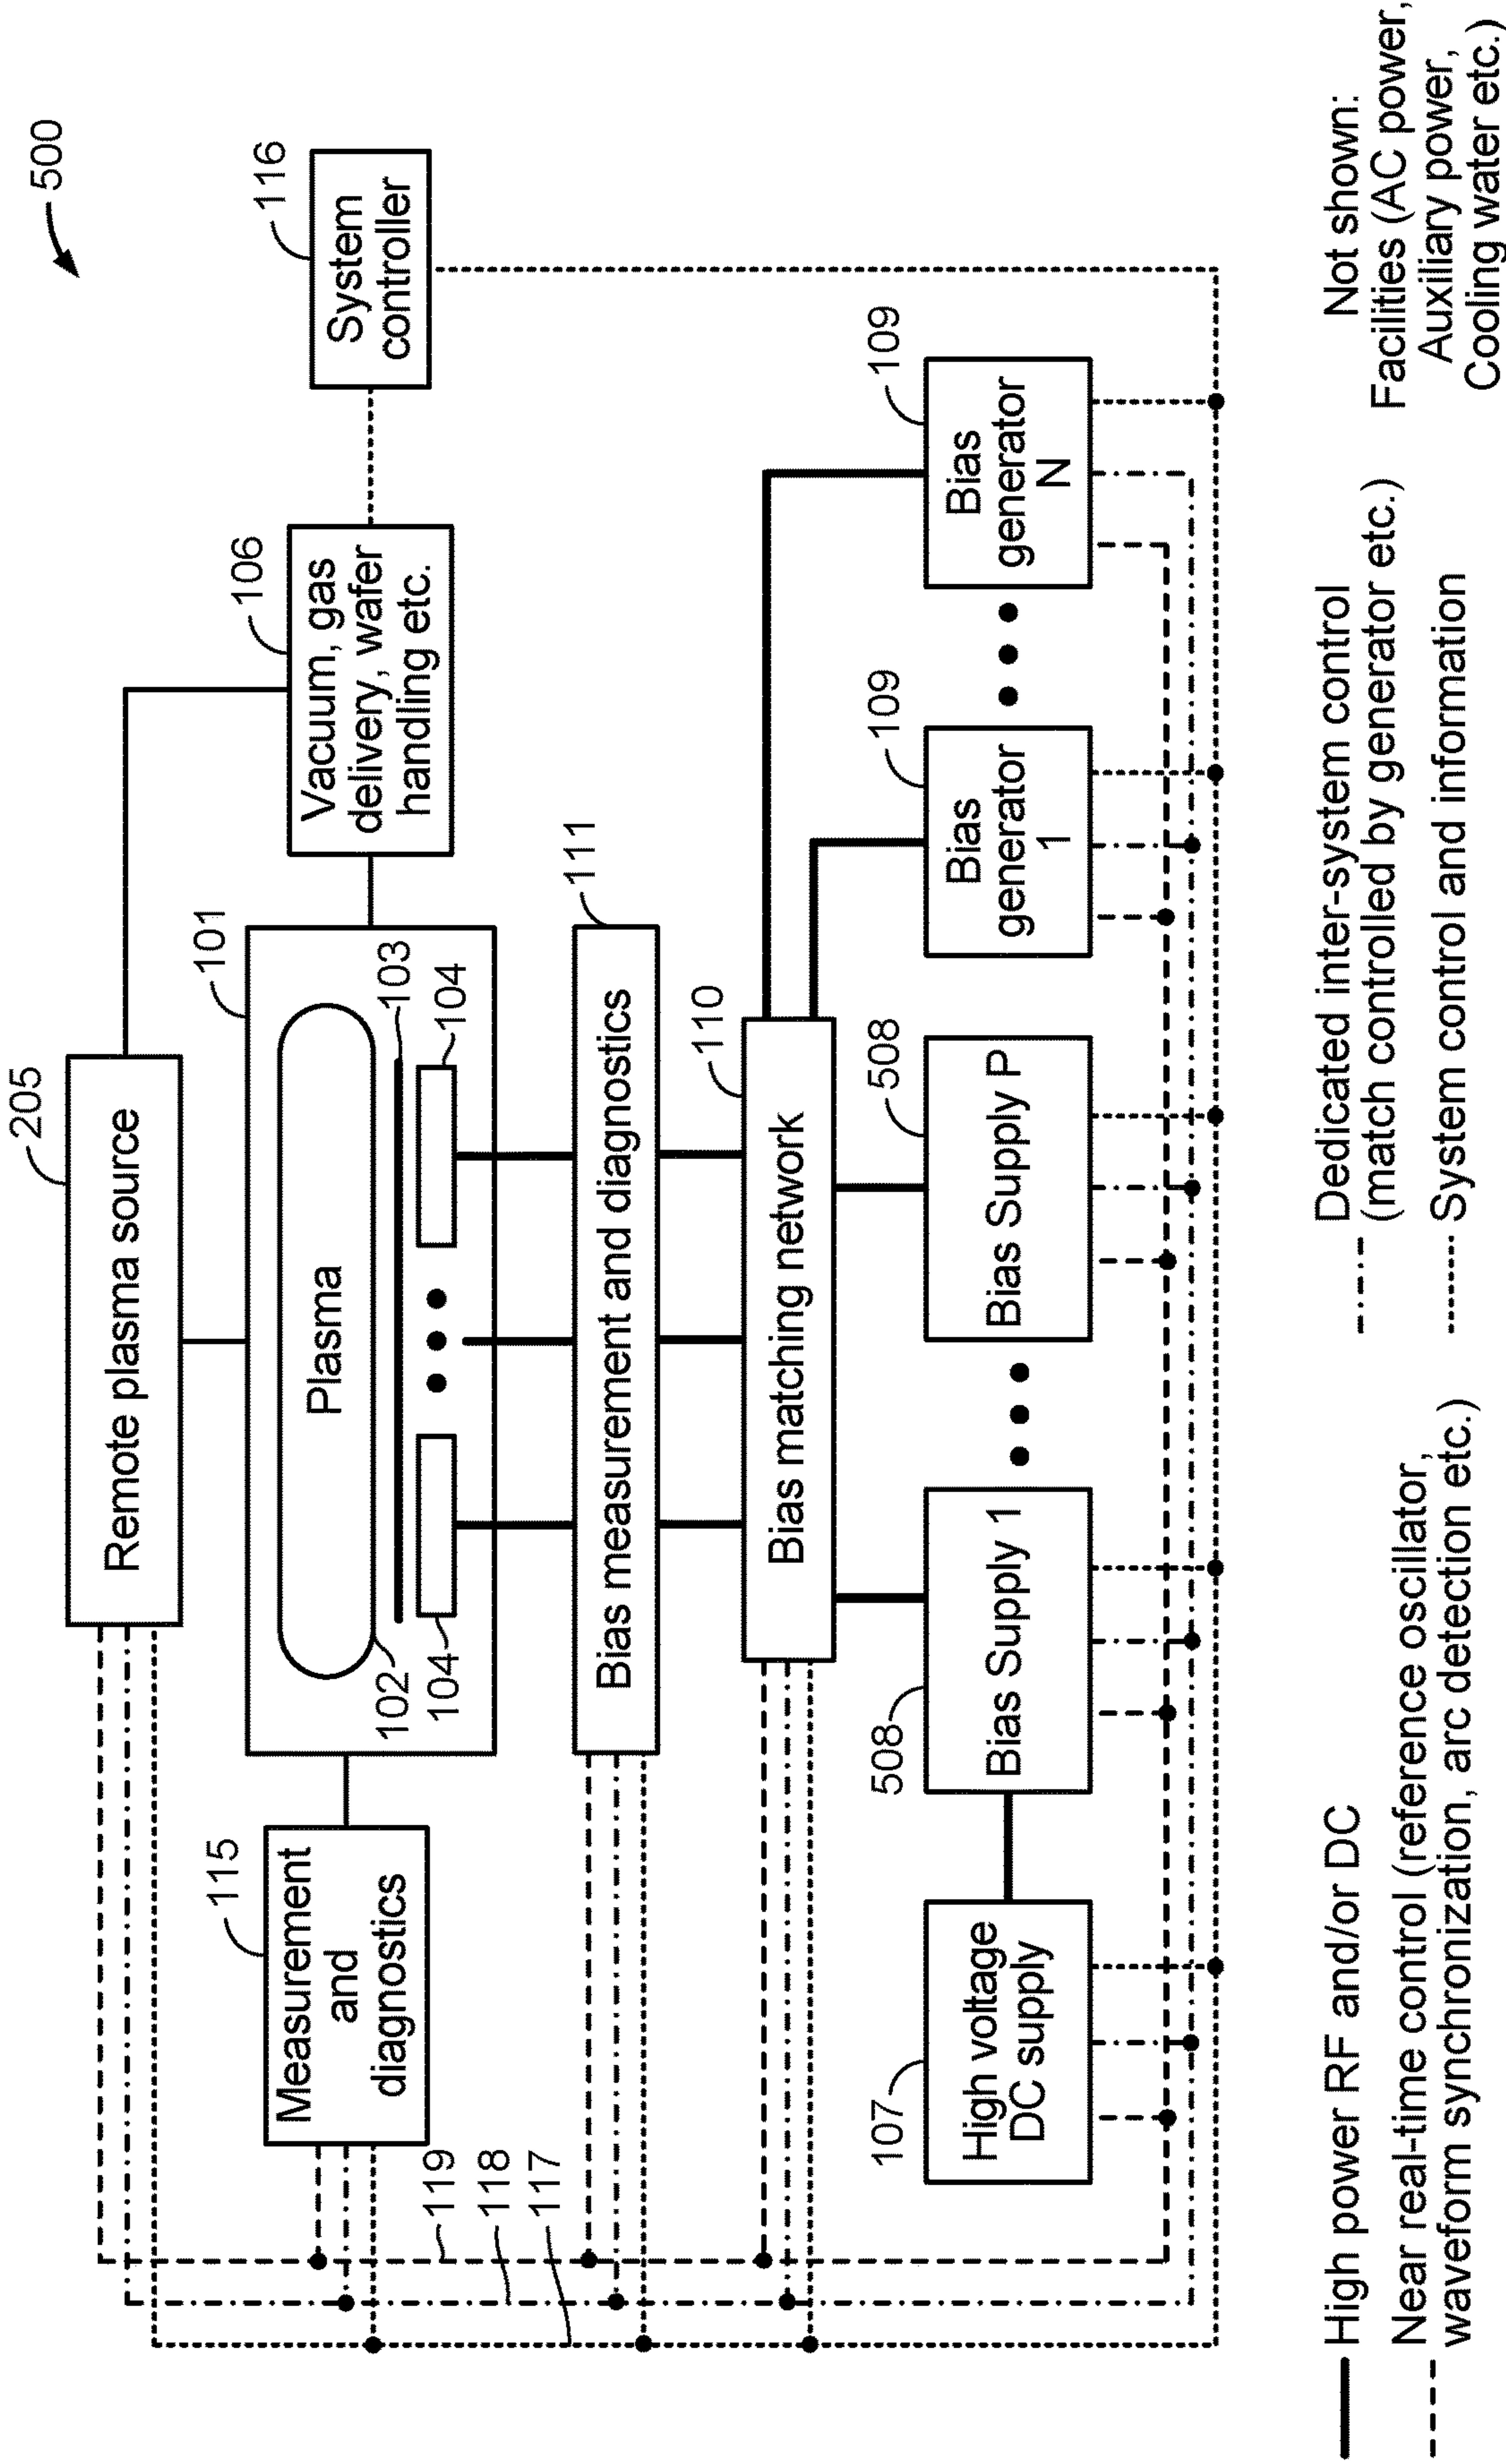 500
205
Remote plasma source
116
System
controller
106
Vacuum, gas
delivery, wafer
handling etc.
101
Plasma
102
103
104
104
115
Measurement
and
diagnostics
111
Bias measurement and diagnostics
110
Bias matching network
119
118
117
107
High voltage
DC supply
508
Bias Supply 1
508
Bias Supply P
109
Bias
generator
1
109
Bias
generator
N
High power RF and/or DC
Near real-time control (reference oscillator,
waveform synchronization, arc detection etc.)
Dedicated inter-system control
(match controlled by generator etc.)
System control and information
Not shown:
Facilities (AC power,
Auxiliary power,
Cooling water etc.)